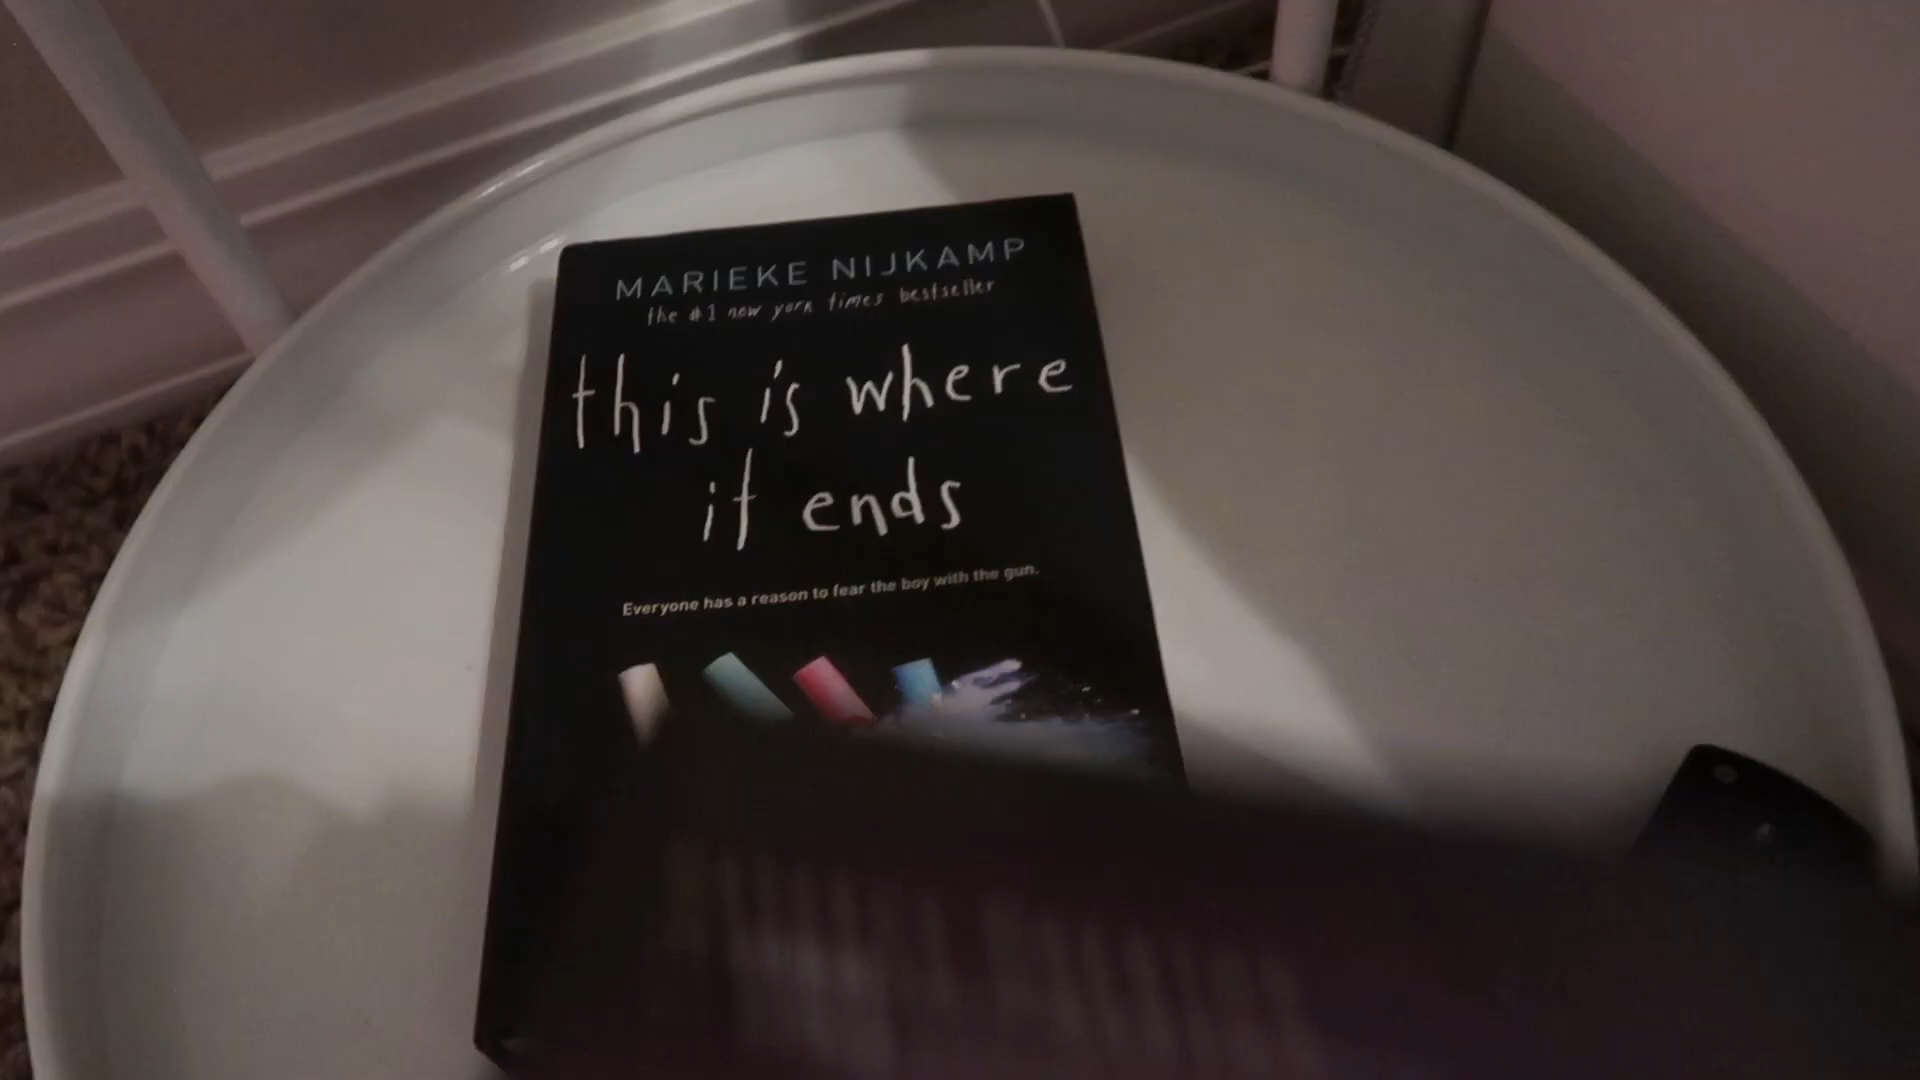 MARIEKE NIJKAMP
the #1 new york times bestseller
this is where
it ends
Everyone has a reason to fear the boy with the gun.